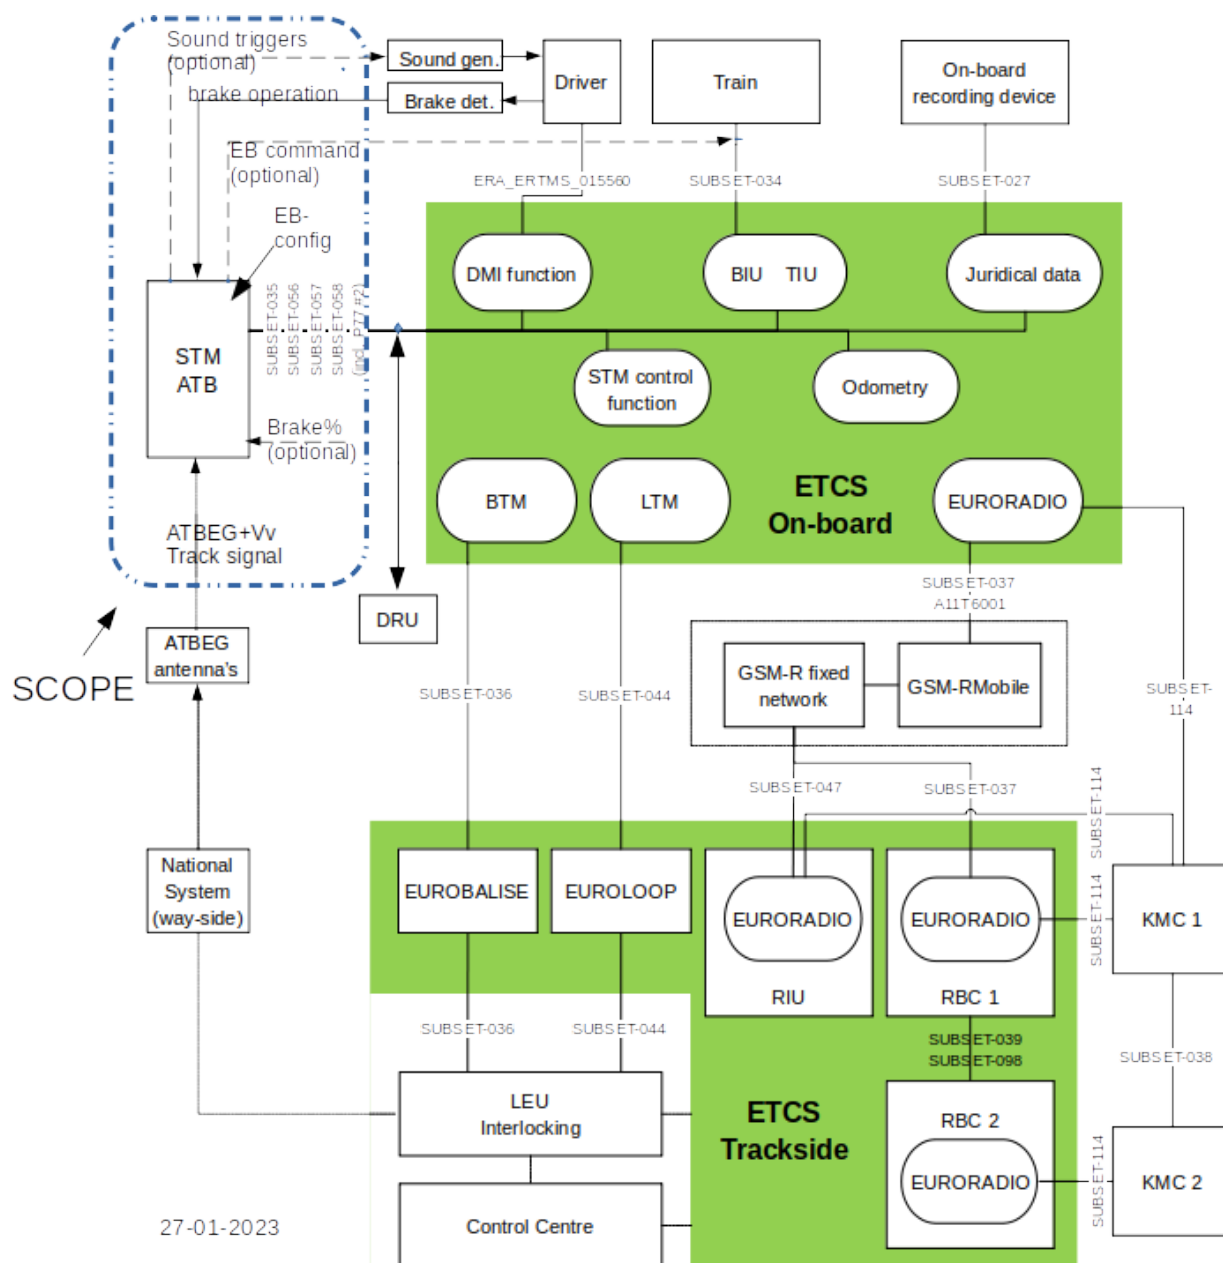 Sound triggers
(optional)
Sound gen.
brake operation
Brake det.
Driver
Train
On-board
recording device
EB command
(optional)
ERA_ERTMS_015560
SUBSET-034
SUBSET-027
EB-
config
DMI function
BIU TIU
Juridical data
STM
ATB
SUBSET-035
SUBSET-056
SUBSET-057
SUBSET-058
(incl. P77 #2)
STM control
function
Odometry
Brake%
(optional)
BTM
LTM
ETCS
On-board
EURORADIO
ATBEG+Vv
Track signal
SUBSET-037
A11T6001
DRU
SCOPE
ATBEG
antenna's
SUBSET-036
SUBSET-044
GSM-R fixed
network
GSM-RMobile
SUBSET-
114
SUBSET-047
SUBSET-037
SUBSET-114
National
System
(way-side)
EUROBALISE
EUROLOOP
EURORADIO
RIU
EURORADIO
RBC 1
SUBSET-114
KMC 1
SUBSET-036
SUBSET-044
SUBSET-039
SUBSET-098
SUBSET-038
LEU
Interlocking
ETCS
Trackside
RBC 2
EURORADIO
SUBSET-114
KMC 2
Control Centre
27-01-2023